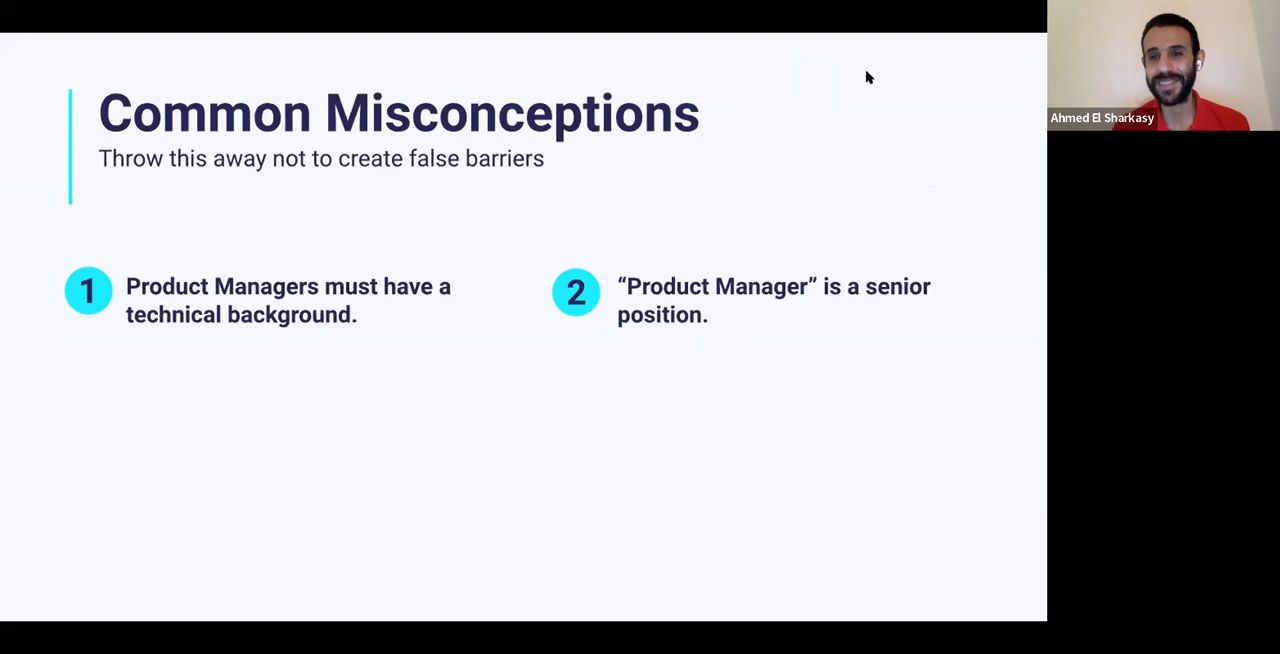 Common Misconceptions
Throw this away not to create false barriers
1
Product Managers must have a
technical background.
2
“Product Manager” is a senior
position.
Ahmed El Sharkasy